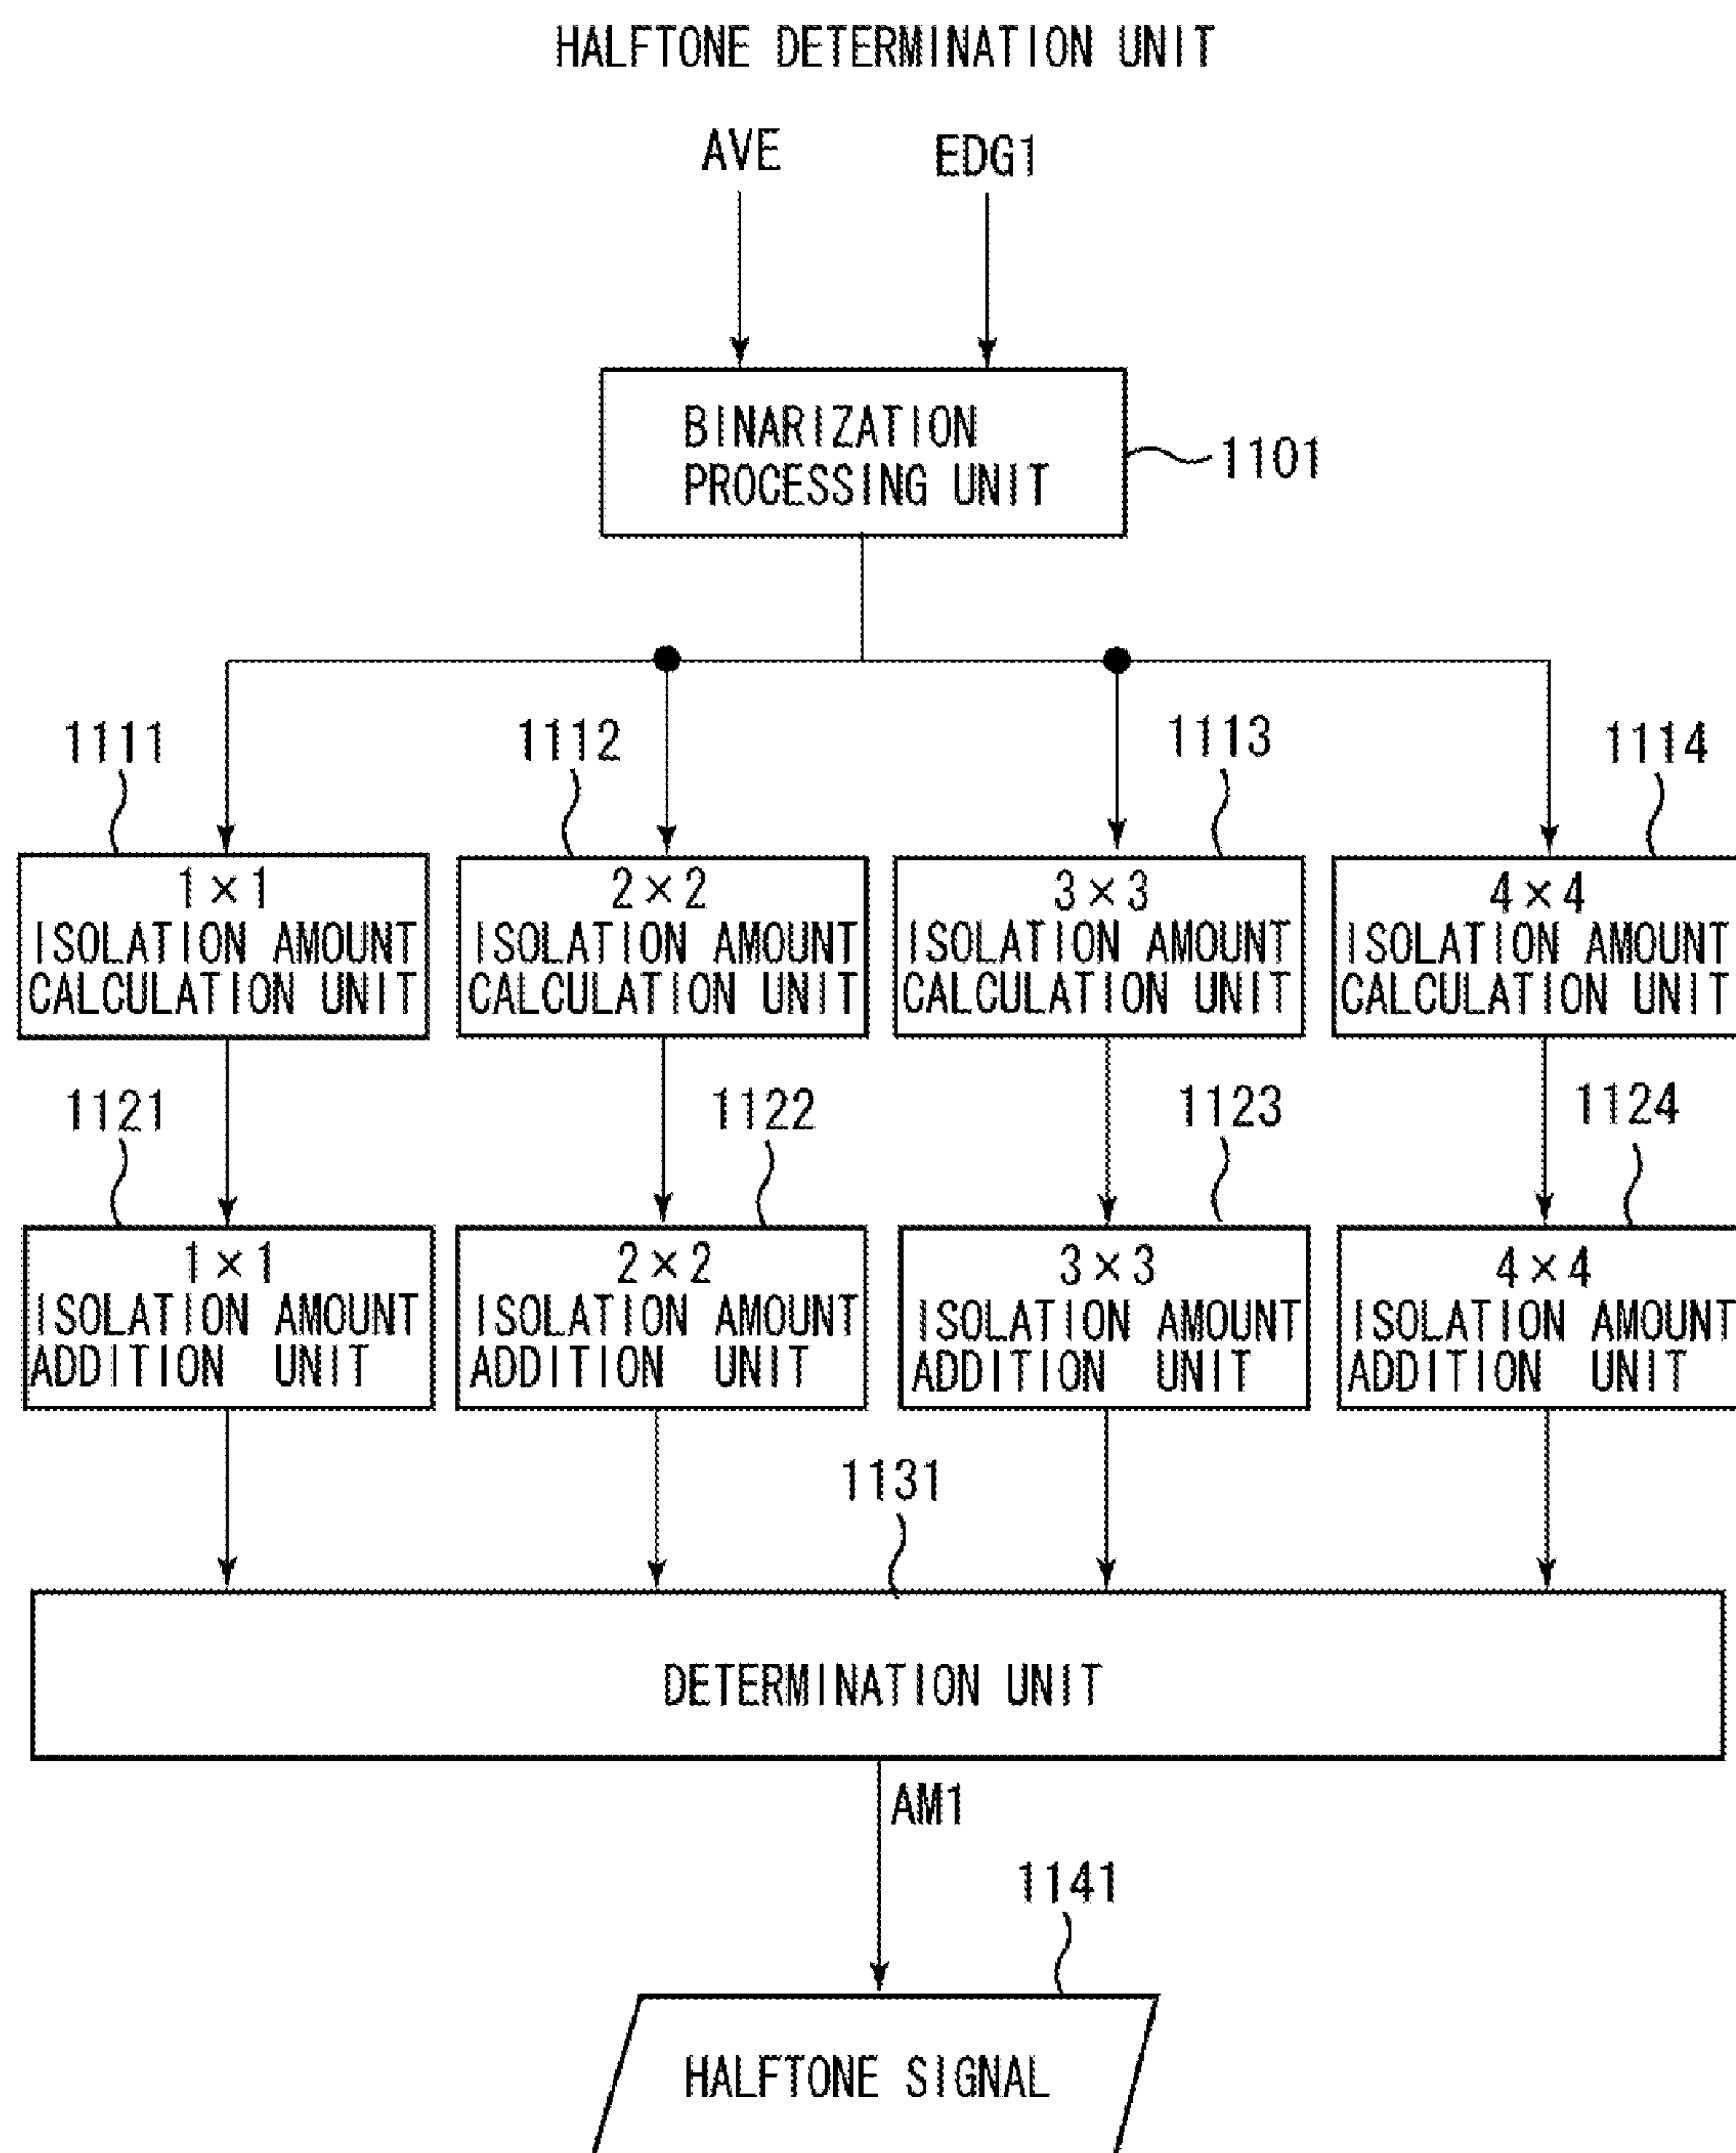 HALFTONE DETERMINATION UNIT
AVE
EDG1
BINARIZATION
PROCESSING UNIT
1101
1111
1112
1113
1114
1×1
ISOLATION AMOUNT
CALCULATION UNIT
2×2
ISOLATION AMOUNT
CALCULATION UNIT
3×3
ISOLATION AMOUNT
CALCULATION UNIT
4×4
ISOLATION AMOUNT
CALCULATION UNIT
1121
1122
1123
1124
1×1
ISOLATION AMOUNT
ADDITION UNIT
2×2
ISOLATION AMOUNT
ADDITION UNIT
3×3
ISOLATION AMOUNT
ADDITION UNIT
4×4
ISOLATION AMOUNT
ADDITION UNIT
1131
DETERMINATION UNIT
AM1
1141
HALFTONE SIGNAL